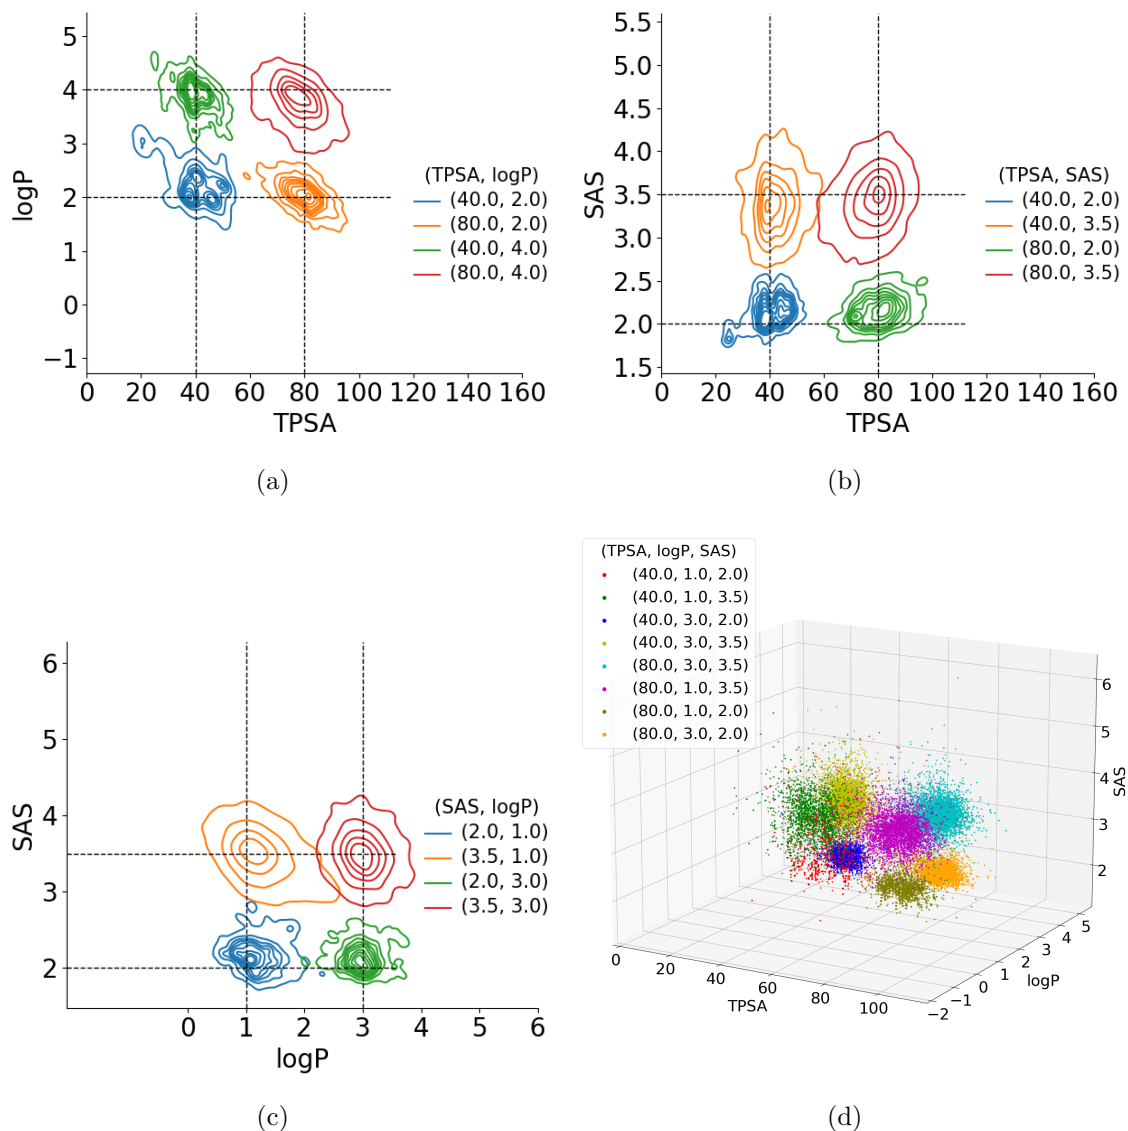 5
4
3
2
1
0
−1
logP
0 20 40 60 80 100 120 140 160
TPSA
(TPSA, logP)
(40.0, 2.0)
(80.0, 2.0)
(40.0, 4.0)
(80.0, 4.0)
(a)
5.5
5.0
4.5
4.0
3.5
3.0
2.5
2.0
1.5
SAS
0 20 40 60 80 100 120 140 160
TPSA
(TPSA, SAS)
(40.0, 2.0)
(40.0, 3.5)
(80.0, 2.0)
(80.0, 3.5)
(b)
6
5
4
3
2
SAS
0 1 2 3 4 5 6
logP
(SAS, logP)
(2.0, 1.0)
(3.5, 1.0)
(2.0, 3.0)
(3.5, 3.0)
(c)
(TPSA, logP, SAS)
(40.0, 1.0, 2.0)
(40.0, 1.0, 3.5)
(40.0, 3.0, 2.0)
(40.0, 3.0, 3.5)
(80.0, 3.0, 3.5)
(80.0, 1.0, 3.5)
(80.0, 1.0, 2.0)
(80.0, 3.0, 2.0)
6
5
4
3
2
SAS
0 20 40 60 80 100
TPSA
−2 −1 0 1 2 3 4 5
logP
(d)